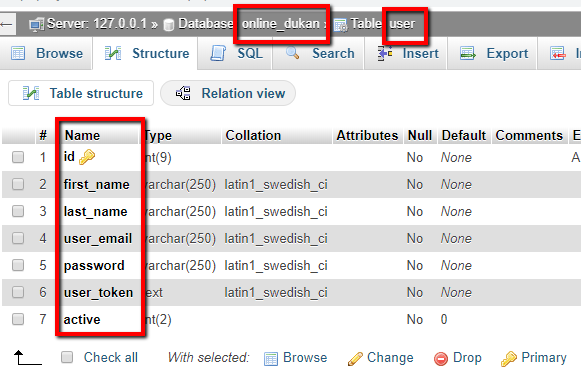 Server: 127.0.0.1 » Database: online_dukan » Table: user
Browse Structure SQL Search Insert Export
Table structure Relation view
# Name Type Collation Attributes Null Default Comments
1 id int(9) No None A
2 first_name varchar(250) latin1_swedish_ci No None
3 last_name varchar(250) latin1_swedish_ci No None
4 user_email varchar(250) latin1_swedish_ci No None
5 password varchar(250) latin1_swedish_ci No None
6 user_token text latin1_swedish_ci No None
7 active int(2) No 0
Check all With selected: Browse Change Drop Primary